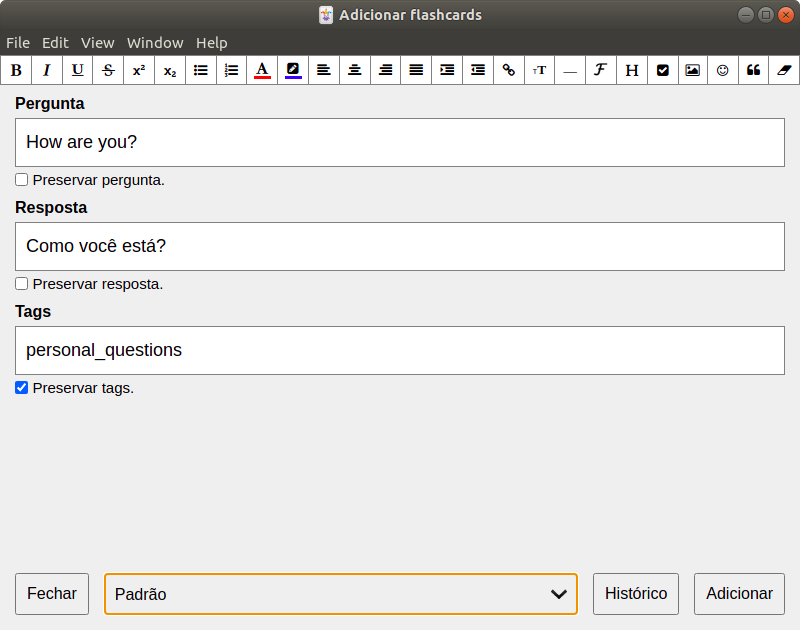 Adicionar flashcards
File Edit View Window Help
B I U S x² x₂ A тT — ℱ H
Pergunta
How are you?
Preservar pergunta.
Resposta
Como você está?
Preservar resposta.
Tags
personal_questions
Preservar tags.
Fechar Padrão Histórico Adicionar